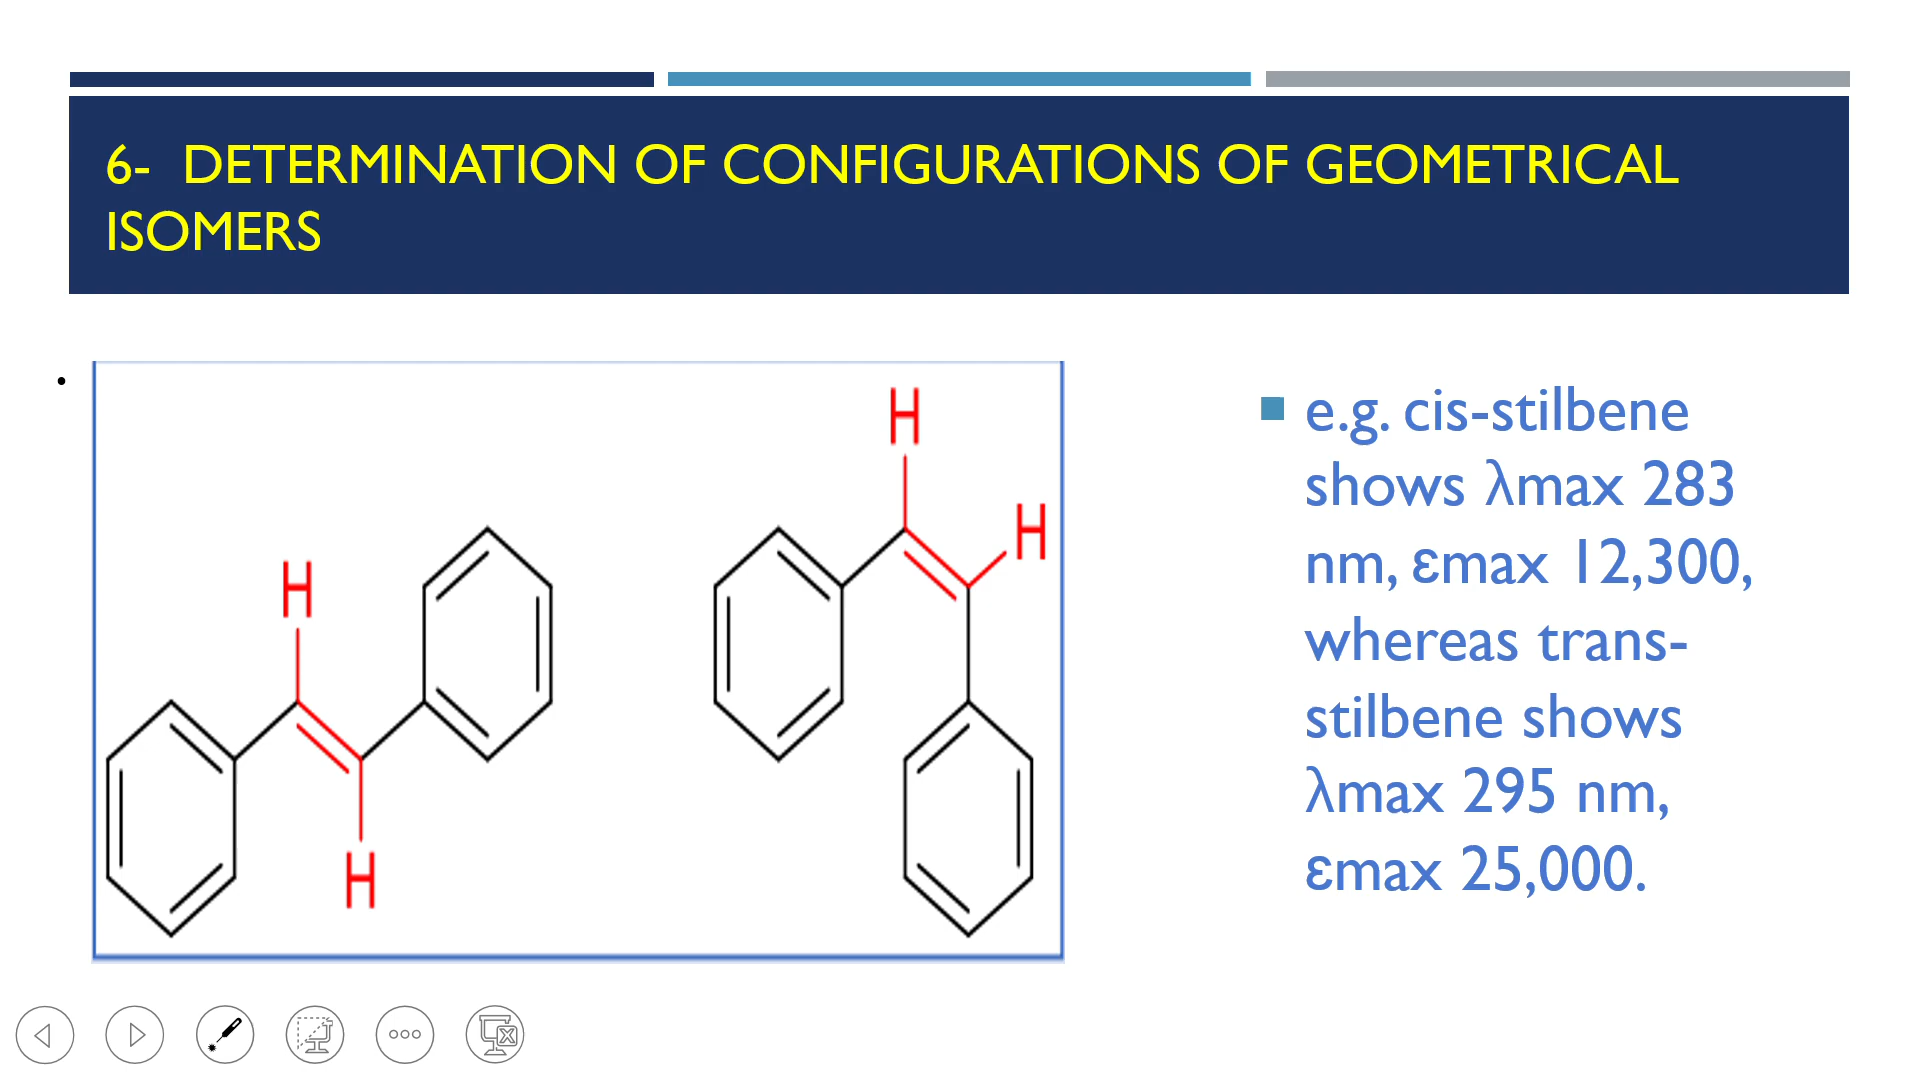 6- DETERMINATION OF CONFIGURATIONS OF GEOMETRICAL
ISOMERS
H
H
H
H
e.g. cis-stilbene
shows λmax 283
nm, εmax 12,300,
whereas trans-
stilbene shows
λmax 295 nm,
εmax 25,000.